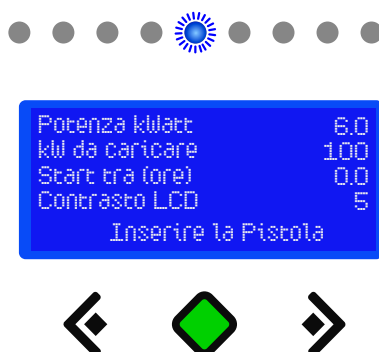 Potenza kWatt 6.0
kW da caricare 100
Start tra (ore) 0.0
Contrasto LCD 5
Inserire la Pistola